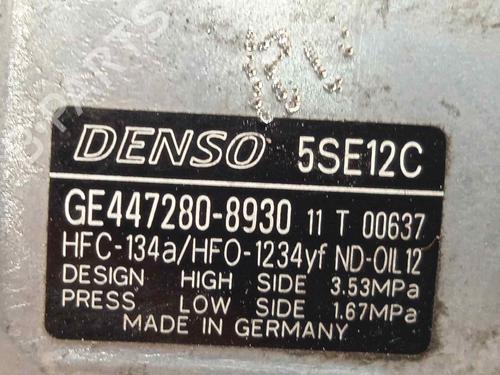 DENSO 5SE12C
GE447280-8930 11 T 00637
HFC-134a/HFO-1234yf ND-OIL12
DESIGN HIGH SIDE 3.53MPa
PRESS LOW SIDE 1.67MPa
MADE IN GERMANY